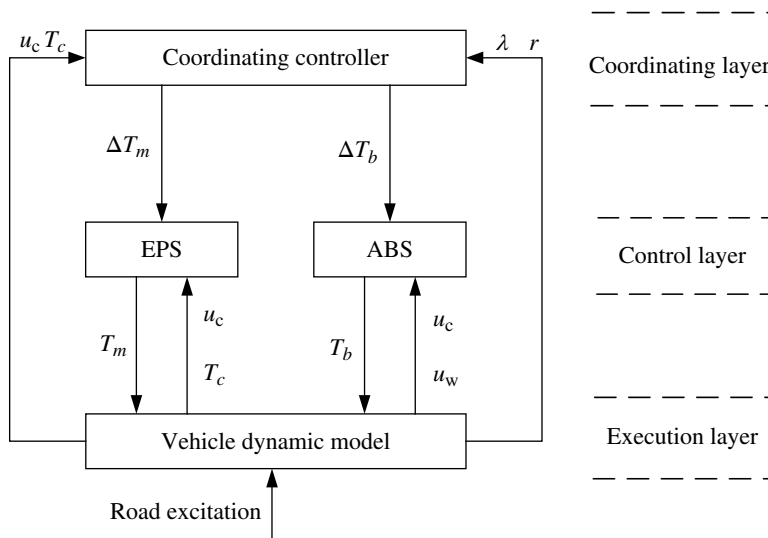 u_c T_c
λ r
Coordinating controller
Coordinating layer
ΔT_m
ΔT_b
EPS
ABS
Control layer
T_m
u_c
T_c
T_b
u_c
u_w
Vehicle dynamic model
Execution layer
Road excitation